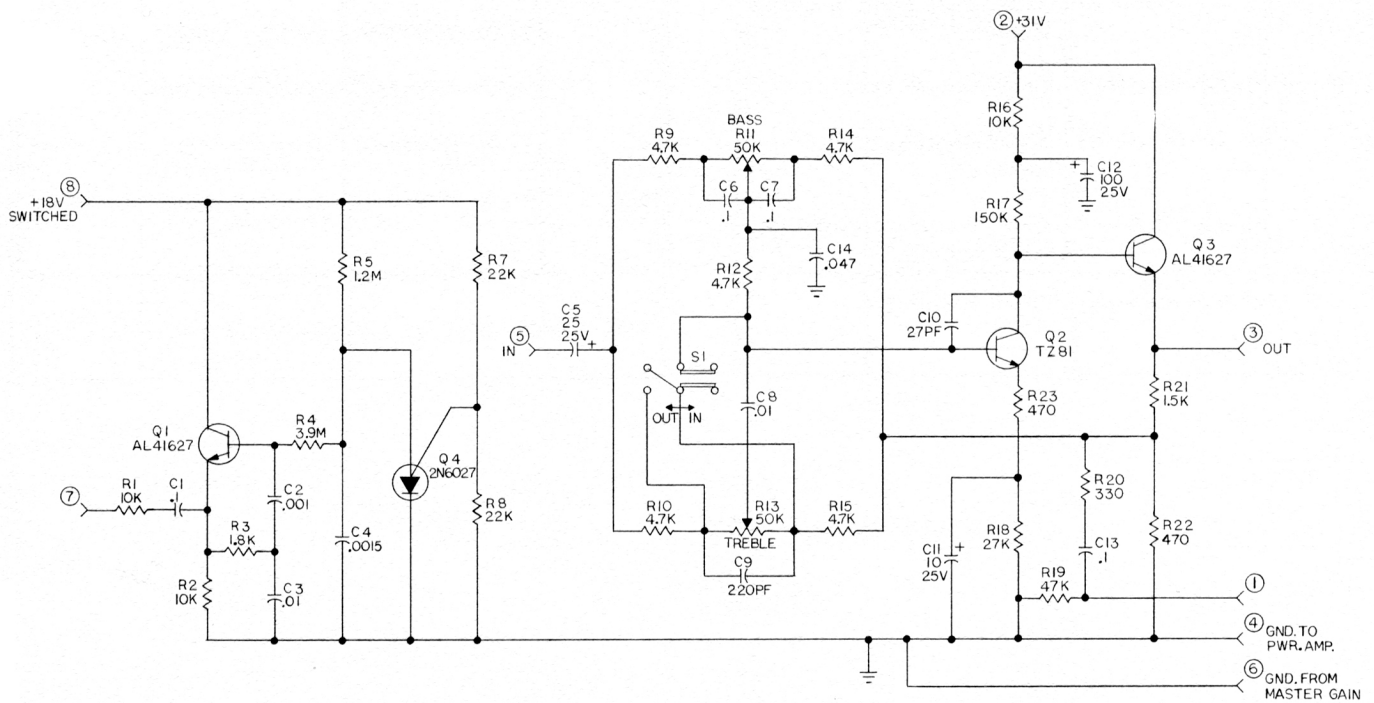 ② +31V
R16
10K
BASS
R9
4.7K
R11
50K
R14
4.7K
C12
100
25V
+
C6
.1
C7
.1
⑧
+18V
SWITCHED
R17
150K
Q3
AL41627
R5
1.2M
R7
22K
R12
4.7K
C14
.047
C10
27PF
C5
25
25V
+
⑤
IN
Q2
TZ81
③
OUT
S1
R21
1.5K
R23
470
C8
.01
OUT IN
Q1
AL41627
R4
3.9M
Q4
2N6027
R20
330
⑦
R1
10K
C1
.1
C2
.001
R8
22K
R10
4.7K
R13
50K
TREBLE
R15
4.7K
R3
1.8K
C4
.0015
R18
27K
R22
470
C13
.1
C11
10
25V
+
C9
220PF
R19
47K
R2
10K
C3
.01
①
④
GND. TO
PWR. AMP.
⑥
GND. FROM
MASTER GAIN